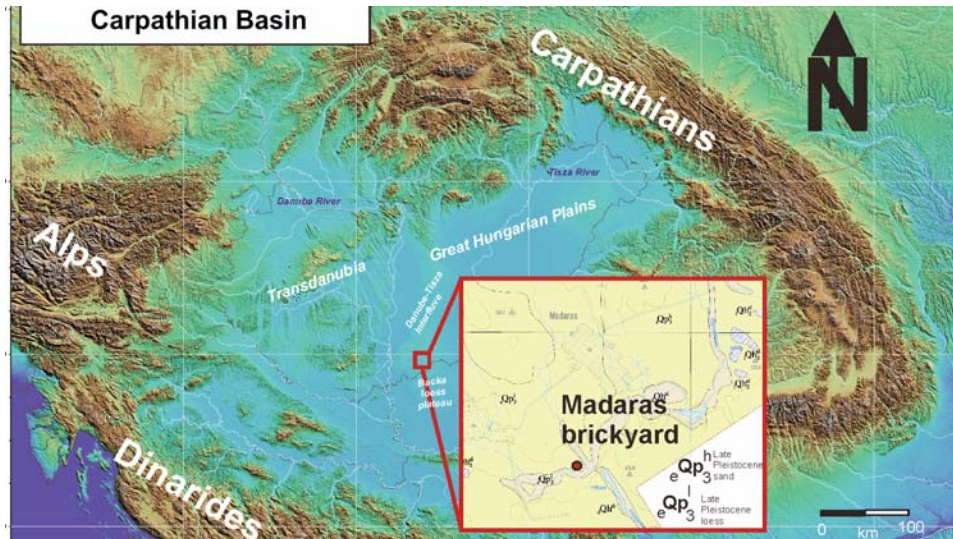 Carpathian Basin
Carpathians
N
Alps
Danube River
Tisza River
Great Hungarian Plains
Transdanubia
Danube-Tisza
Interfluve
Backa
loess
plateau
Dinarides
Madaras
Madaras
brickyard
eQp3h Late
Pleistocene
sand
eQp3l Late
Pleistocene
loess
0 100
km